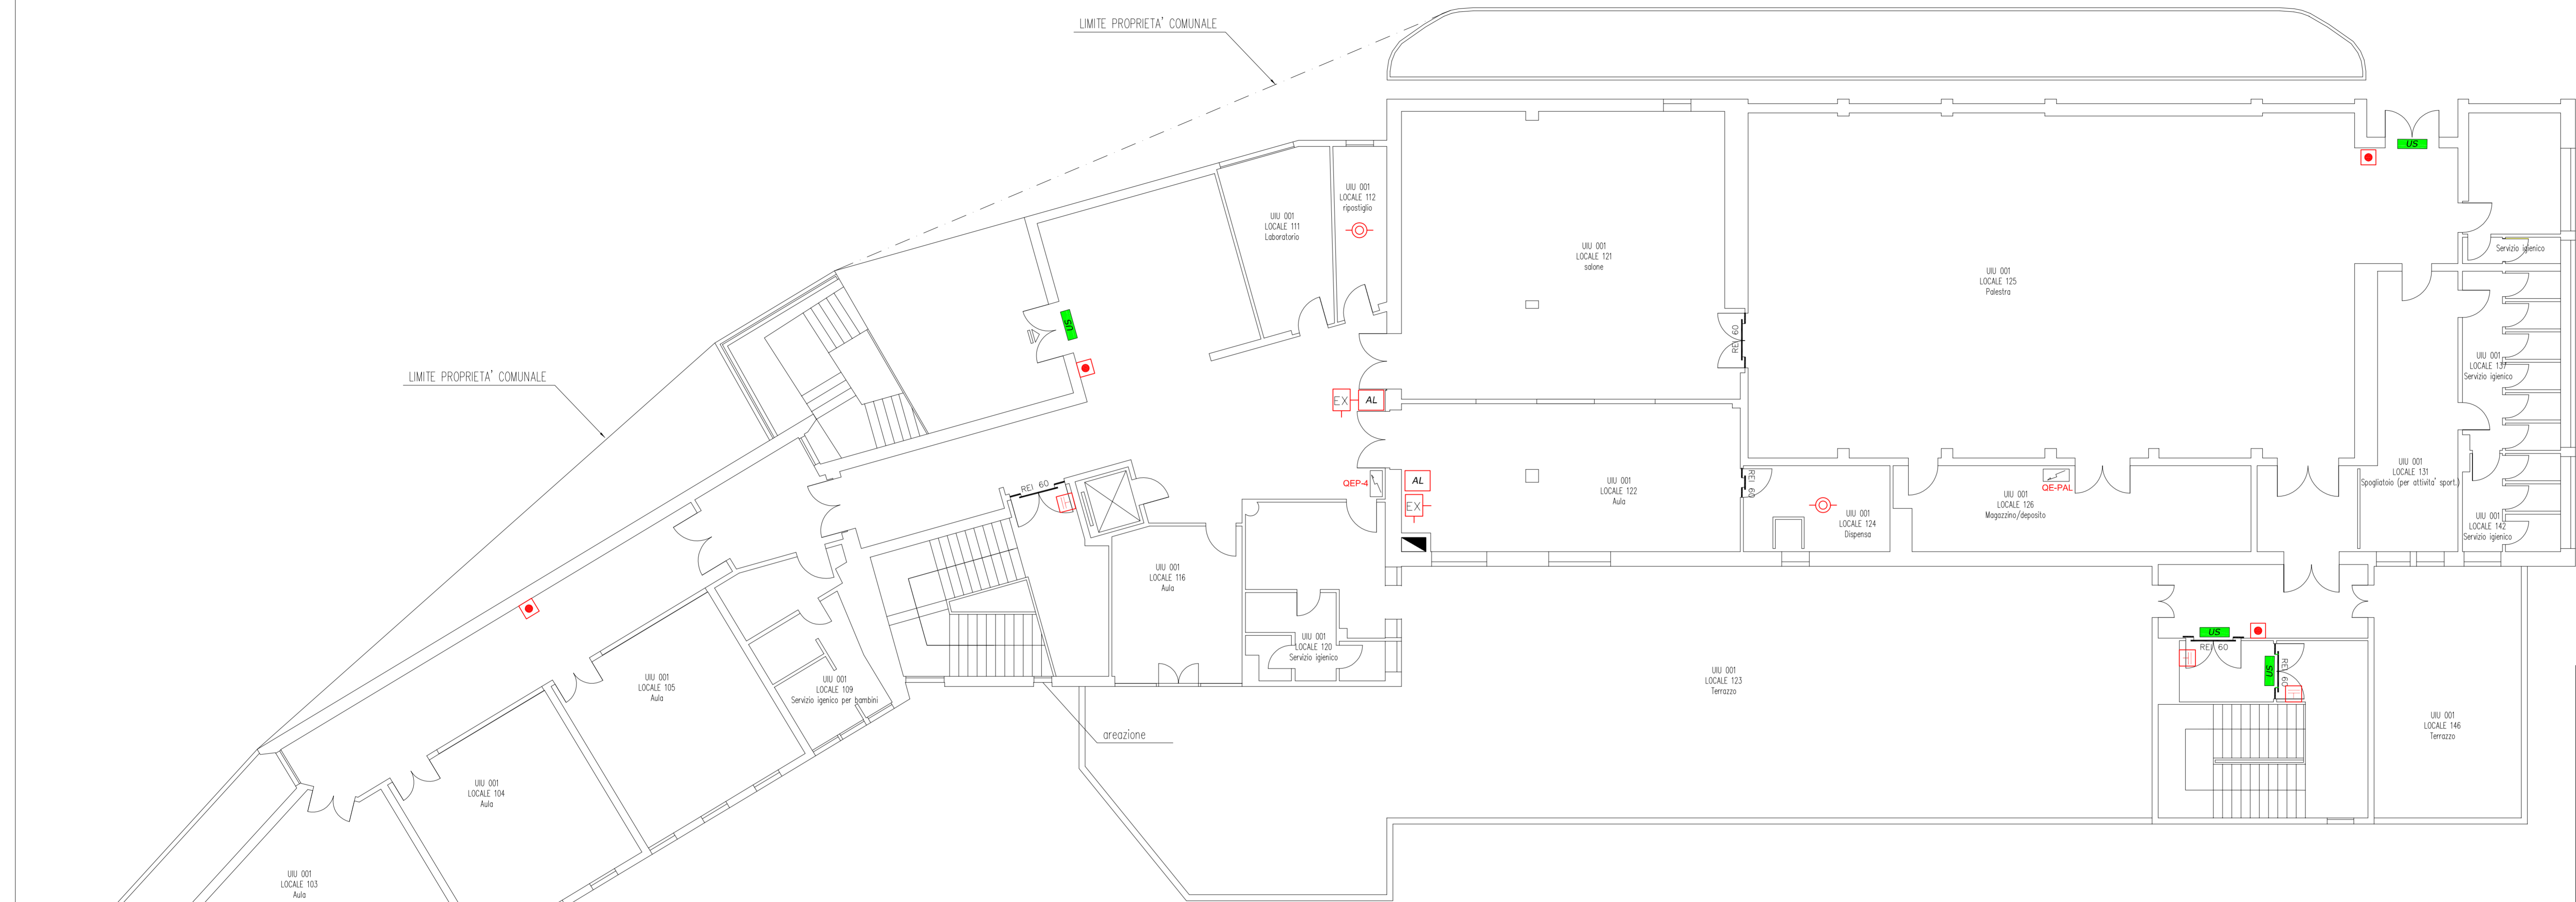 LIMITE PROPRIETA' COMUNALE
LIMITE PROPRIETA' COMUNALE
US
UIU 001
LOCALE 112
ripostiglio
UIU 001
LOCALE 111
Laboratorio
UIU 001
LOCALE 121
salone
UIU 001
LOCALE 125
Palestra
Servizio igienico
US
REI 60
UIU 001
LOCALE 137
Servizio igienico
EX
AL
QEP-4
AL
EX
UIU 001
LOCALE 122
Aula
REI 60
UIU 001
LOCALE 124
Dispensa
QE-PAL
UIU 001
LOCALE 126
Magazzino/deposito
UIU 001
LOCALE 131
Spogliatoio (per attivita' sport.)
UIU 001
LOCALE 142
Servizio igienico
REI 60
UIU 001
LOCALE 116
Aula
UIU 001
LOCALE 120
Servizio igienico
UIU 001
LOCALE 123
Terrazzo
US
REI 60
US
REI 60
UIU 001
LOCALE 146
Terrazzo
UIU 001
LOCALE 109
Servizio igenico per bambini
UIU 001
LOCALE 105
Aula
areazione
UIU 001
LOCALE 104
Aula
UIU 001
LOCALE 103
Aula